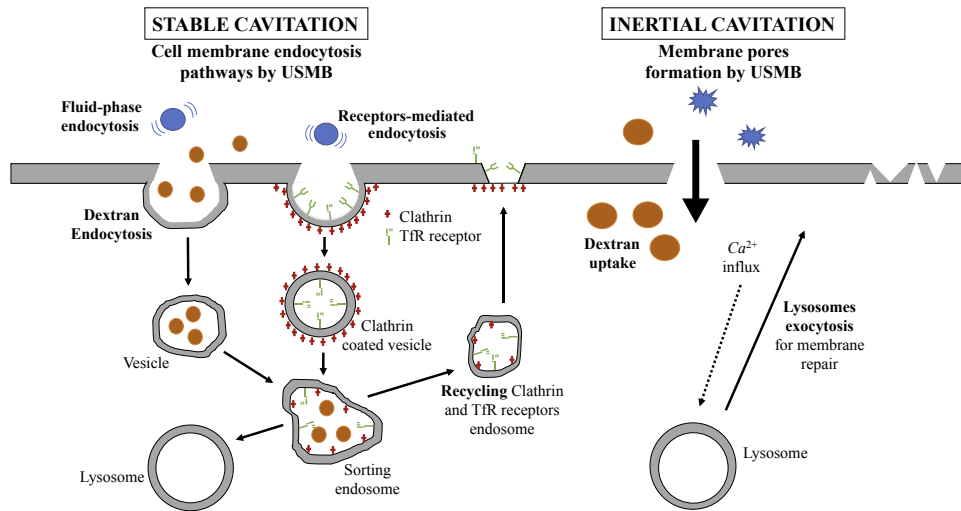 STABLE CAVITATION
Cell membrane endocytosis
pathways by USMB
Fluid-phase
endocytosis
Receptors-mediated
endocytosis
Dextran
Endocytosis
Clathrin
TfR receptor
Vesicle
Clathrin
coated vesicle
Recycling Clathrin
and TfR receptors
endosome
Lysosome
Sorting
endosome
INERTIAL CAVITATION
Membrane pores
formation by USMB
Dextran
uptake
Ca²⁺
influx
Lysosomes
exocytosis
for membrane
repair
Lysosome